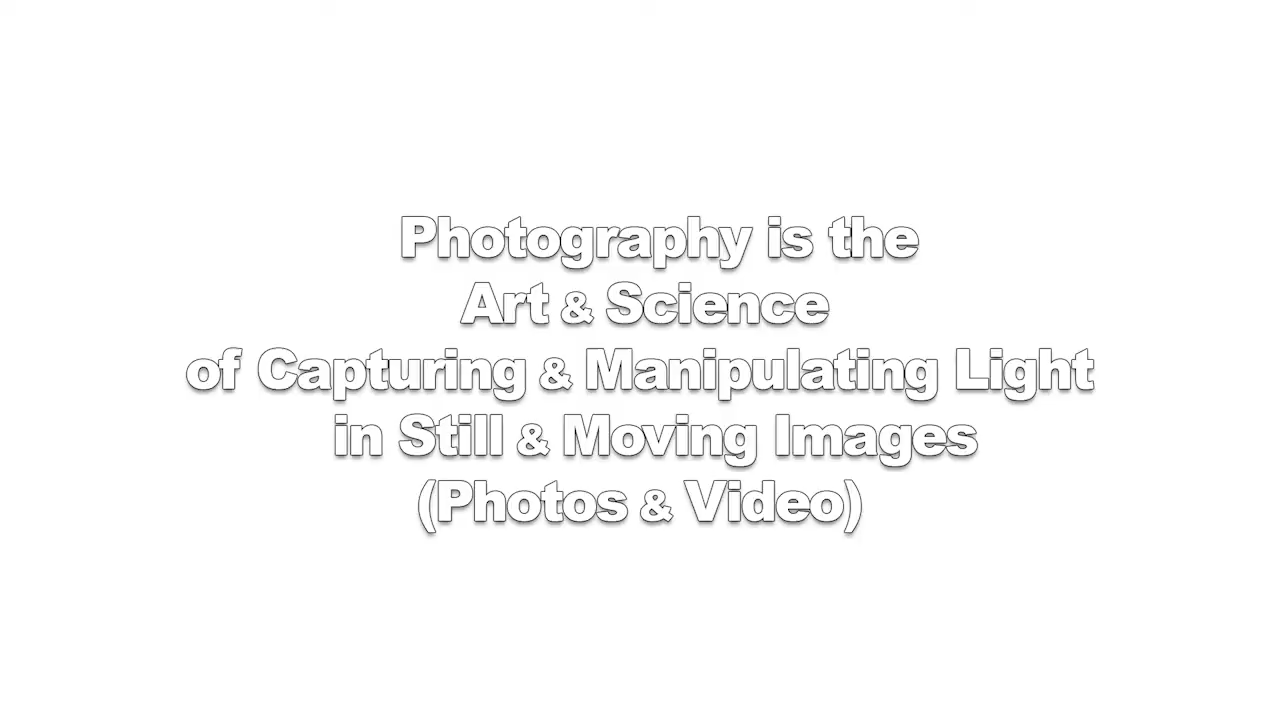 Photography is the
Art & Science
of Capturing & Manipulating Light
in Still & Moving Images
(Photos & Video)